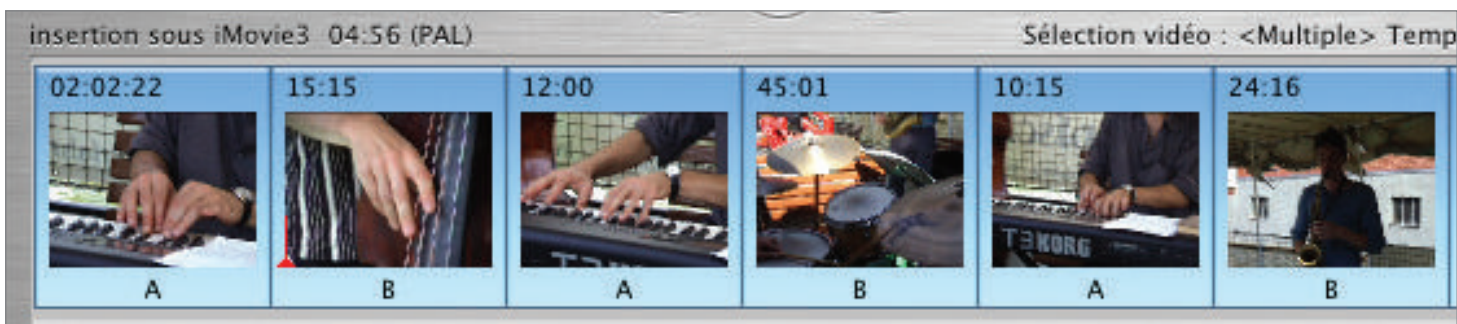 insertion sous iMovie3 04:56 (PAL)
Sélection vidéo : <Multiple> Temp
02:02:22 15:15 12:00 45:01 10:15 24:16
T3KORG
A B A B A B